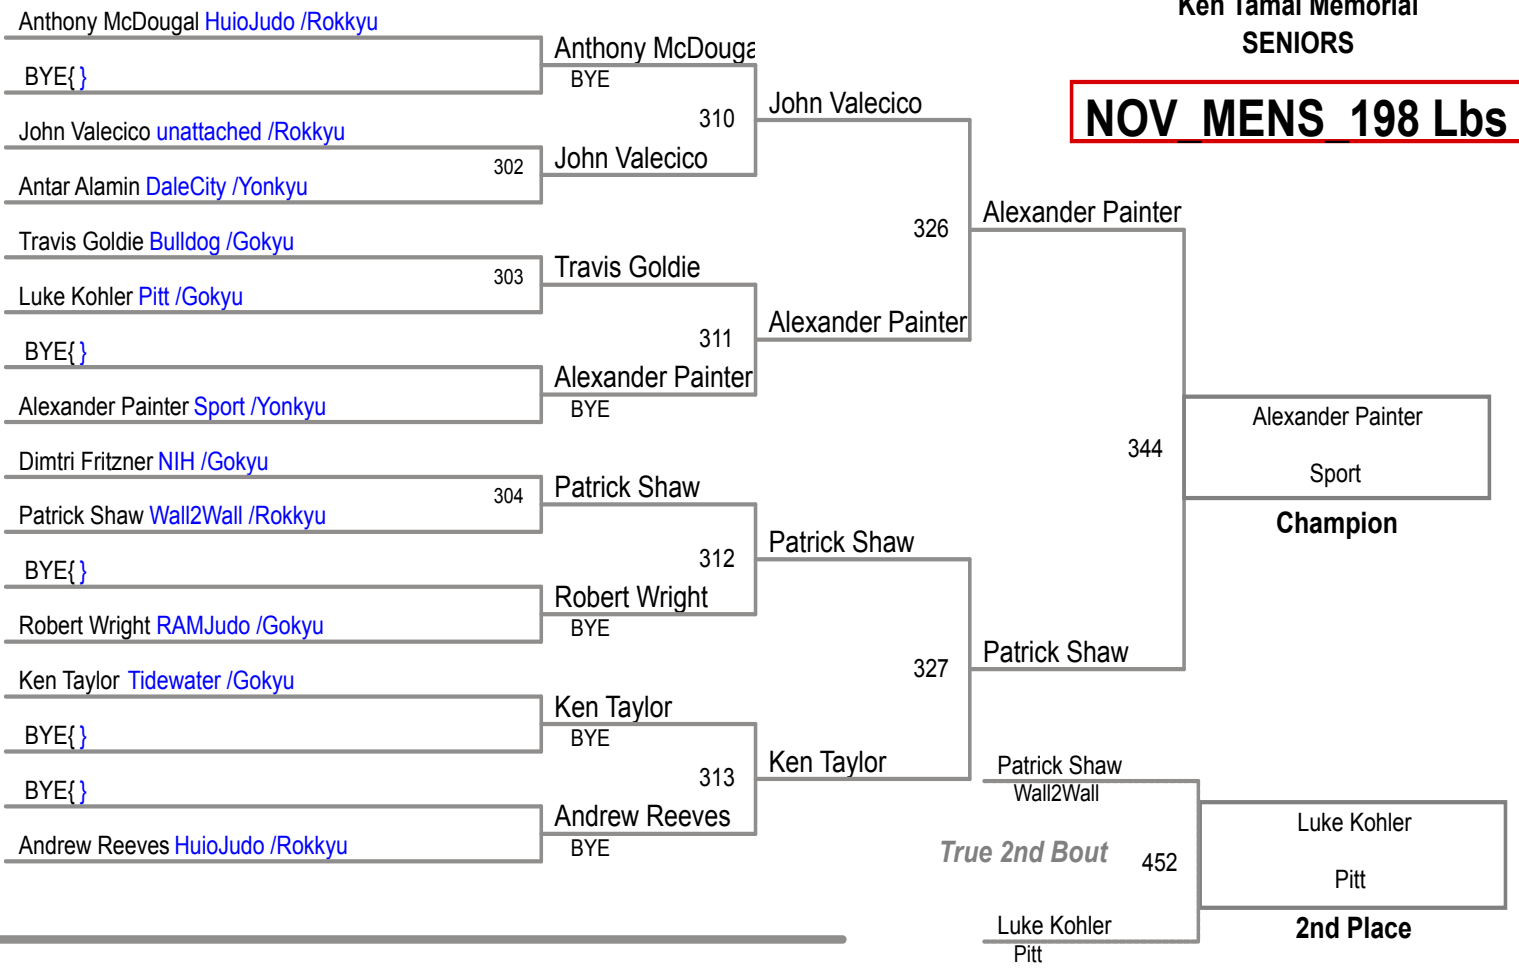 Ken Tamai Memorial
SENIORS
NOV_MENS_198 Lbs
Anthony McDougal HuioJudo /Rokkyu
BYE{ }
John Valecico unattached /Rokkyu
Antar Alamin DaleCity /Yonkyu
Travis Goldie Bulldog /Gokyu
Luke Kohler Pitt /Gokyu
BYE{ }
Alexander Painter Sport /Yonkyu
Dimtri Fritzner NIH /Gokyu
Patrick Shaw Wall2Wall /Rokkyu
BYE{ }
Robert Wright RAMJudo /Gokyu
Ken Taylor Tidewater /Gokyu
BYE{ }
BYE{ }
Andrew Reeves HuioJudo /Rokkyu
302
303
304
Anthony McDouga
BYE
John Valecico
Travis Goldie
Alexander Painter
BYE
Patrick Shaw
Robert Wright
BYE
Ken Taylor
BYE
Andrew Reeves
BYE
310
311
312
313
John Valecico
Alexander Painter
Patrick Shaw
Ken Taylor
326
327
Alexander Painter
Patrick Shaw
344
Alexander Painter
Sport
Champion
Patrick Shaw
Wall2Wall
True 2nd Bout
452
Luke Kohler
Pitt
Luke Kohler
Pitt
2nd Place